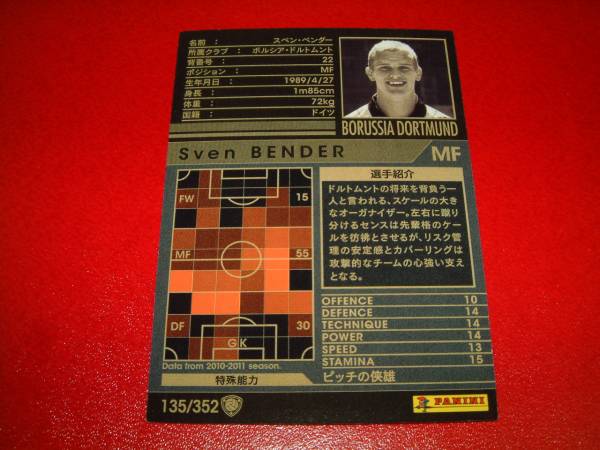 名前 : スベン・ベンダー
所属クラブ : ボルシア・ドルトムント
背番号 : 22
ポジション : MF
生年月日 : 1989/4/27
身長 : 1m85cm
体重 : 72kg
国籍 : ドイツ
BORUSSIA DORTMUND
Sven BENDER MF
FW 15
MF 55
DF 30
GK
Data from 2010-2011 season.
選手紹介
ドルトムントの将来を背負う一
人と言われる、スケールの大き
なオーガナイザー。左右に蹴り
分けるセンスは先輩格のケー
ルを彷彿とさせるが、リスク管
理の安定感とカバーリングは
攻撃的なチームの心強い支え
となる。
OFFENCE 10
DEFENCE 14
TECHNIQUE 14
POWER 14
SPEED 13
STAMINA 15
特殊能力 ピッチの侠雄
135/352
PANINI